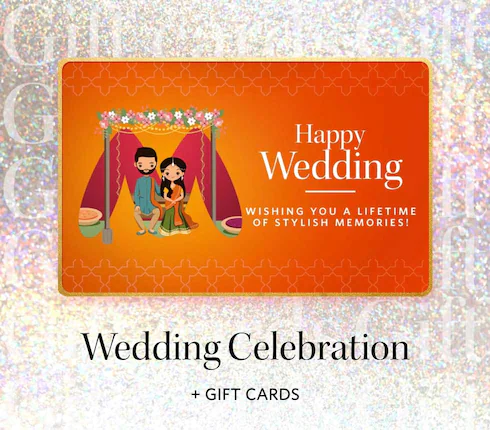 Happy
Wedding
WISHING YOU A LIFETIME
OF STYLISH MEMORIES!
Wedding Celebration
+ GIFT CARDS